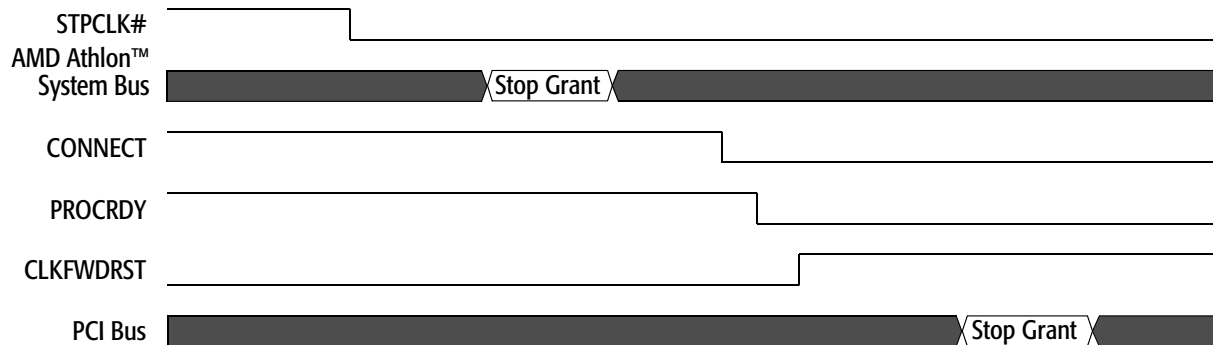 STPCLK#
AMD Athlon™
System Bus
Stop Grant
CONNECT
PROCRDY
CLKFWDRST
PCI Bus
Stop Grant